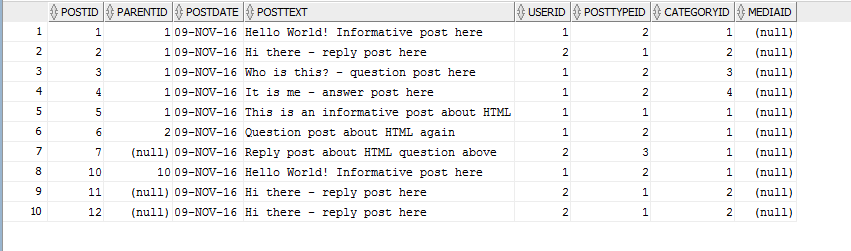 POSTID PARENTID POSTDATE POSTTEXT USERID POSTTYPEID CATEGORYID MEDIAID
1 1 1 09-NOV-16 Hello World! Informative post here 1 2 1 (null)
2 2 1 09-NOV-16 Hi there - reply post here 2 1 2 (null)
3 3 1 09-NOV-16 Who is this? - question post here 1 2 3 (null)
4 4 1 09-NOV-16 It is me - answer post here 1 2 4 (null)
5 5 1 09-NOV-16 This is an informative post about HTML 1 1 1 (null)
6 6 2 09-NOV-16 Question post about HTML again 1 2 1 (null)
7 7 (null) 09-NOV-16 Reply post about HTML question above 2 3 1 (null)
8 10 10 09-NOV-16 Hello World! Informative post here 1 2 1 (null)
9 11 (null) 09-NOV-16 Hi there - reply post here 2 1 2 (null)
10 12 (null) 09-NOV-16 Hi there - reply post here 2 1 2 (null)